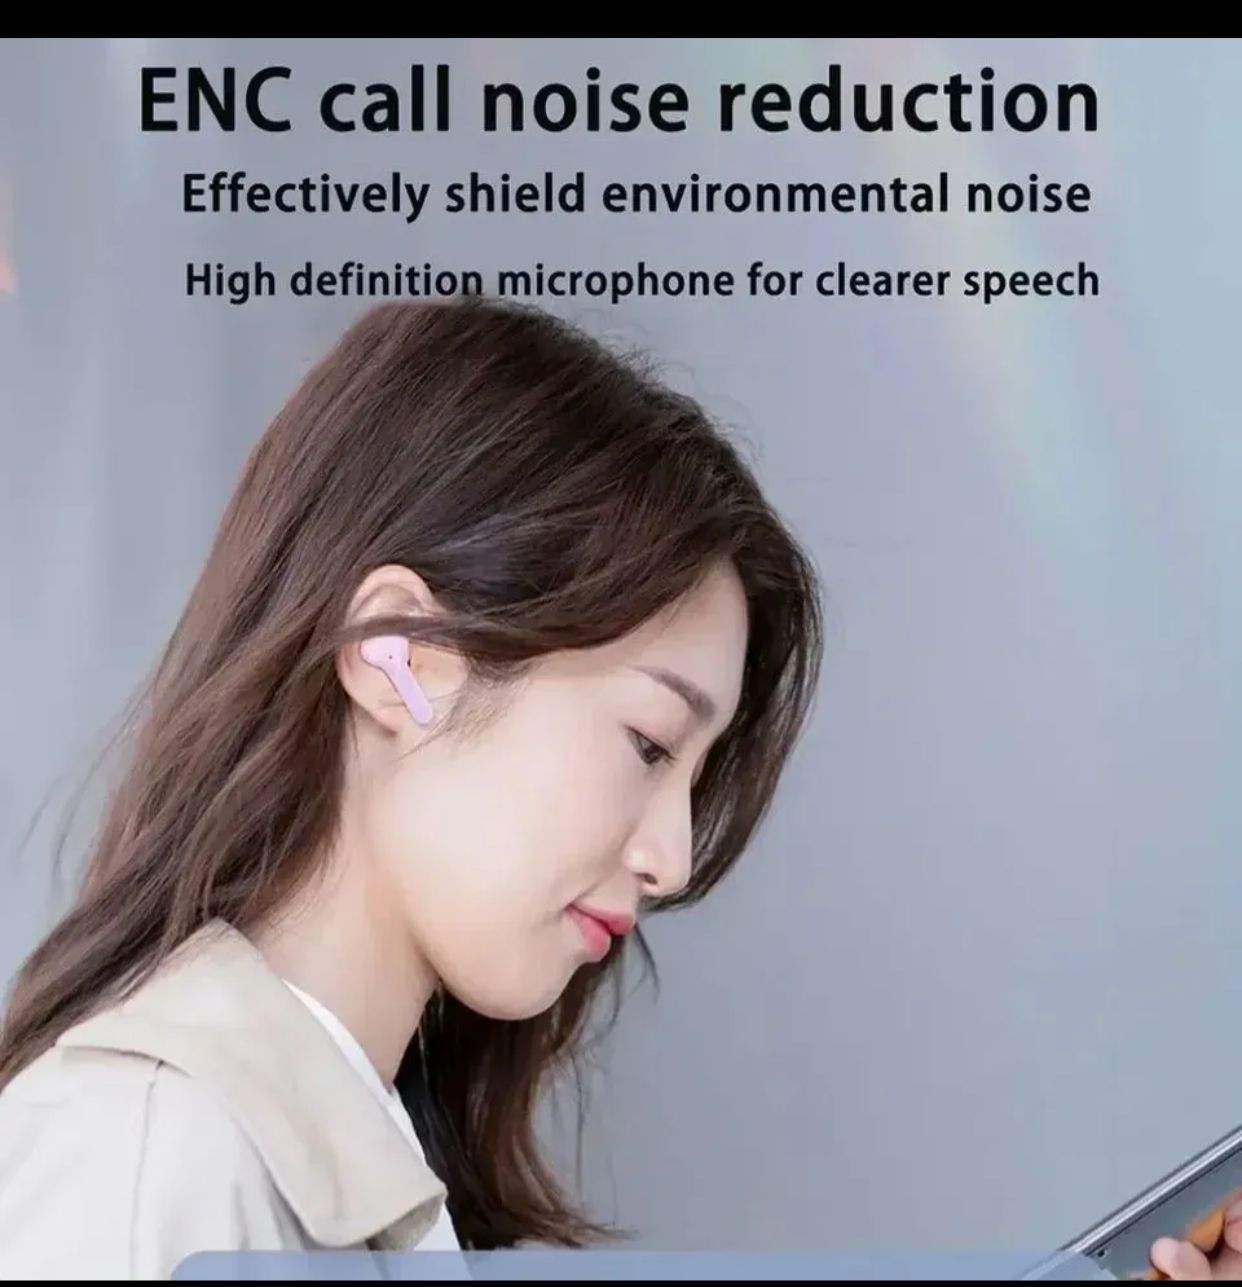 ENC call noise reduction
Effectively shield environmental noise
High definition microphone for clearer speech